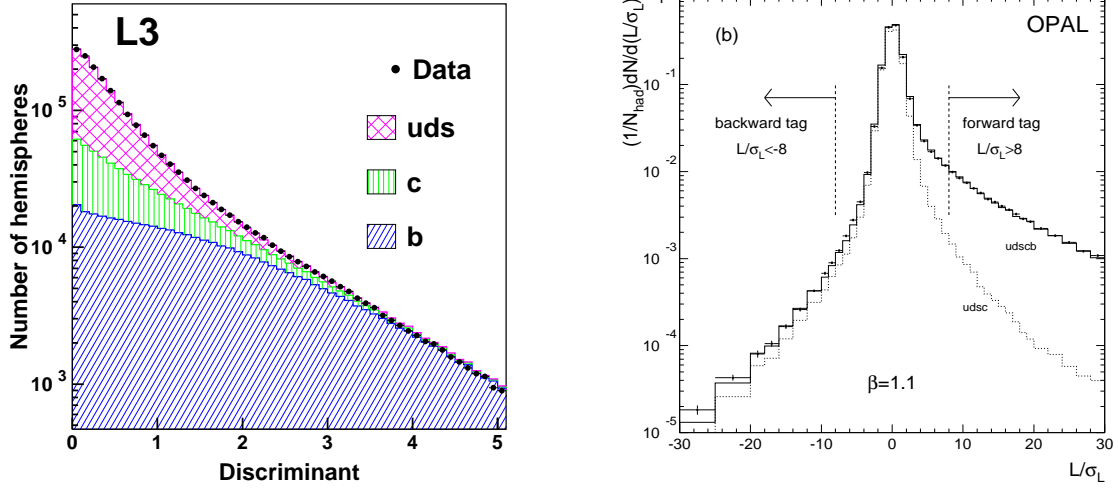 L3
Data
uds
c
b
Number of hemispheres
10^5
10^4
10^3
0 1 2 3 4 5
Discriminant
(b)
OPAL
(1/N_had)dN/d(L/σ_L)
10^-1
10^-2
10^-3
10^-4
10^-5
backward tag
L/σ_L<-8
forward tag
L/σ_L>8
udscb
udsc
β=1.1
-30 -20 -10 0 10 20 30
L/σ_L